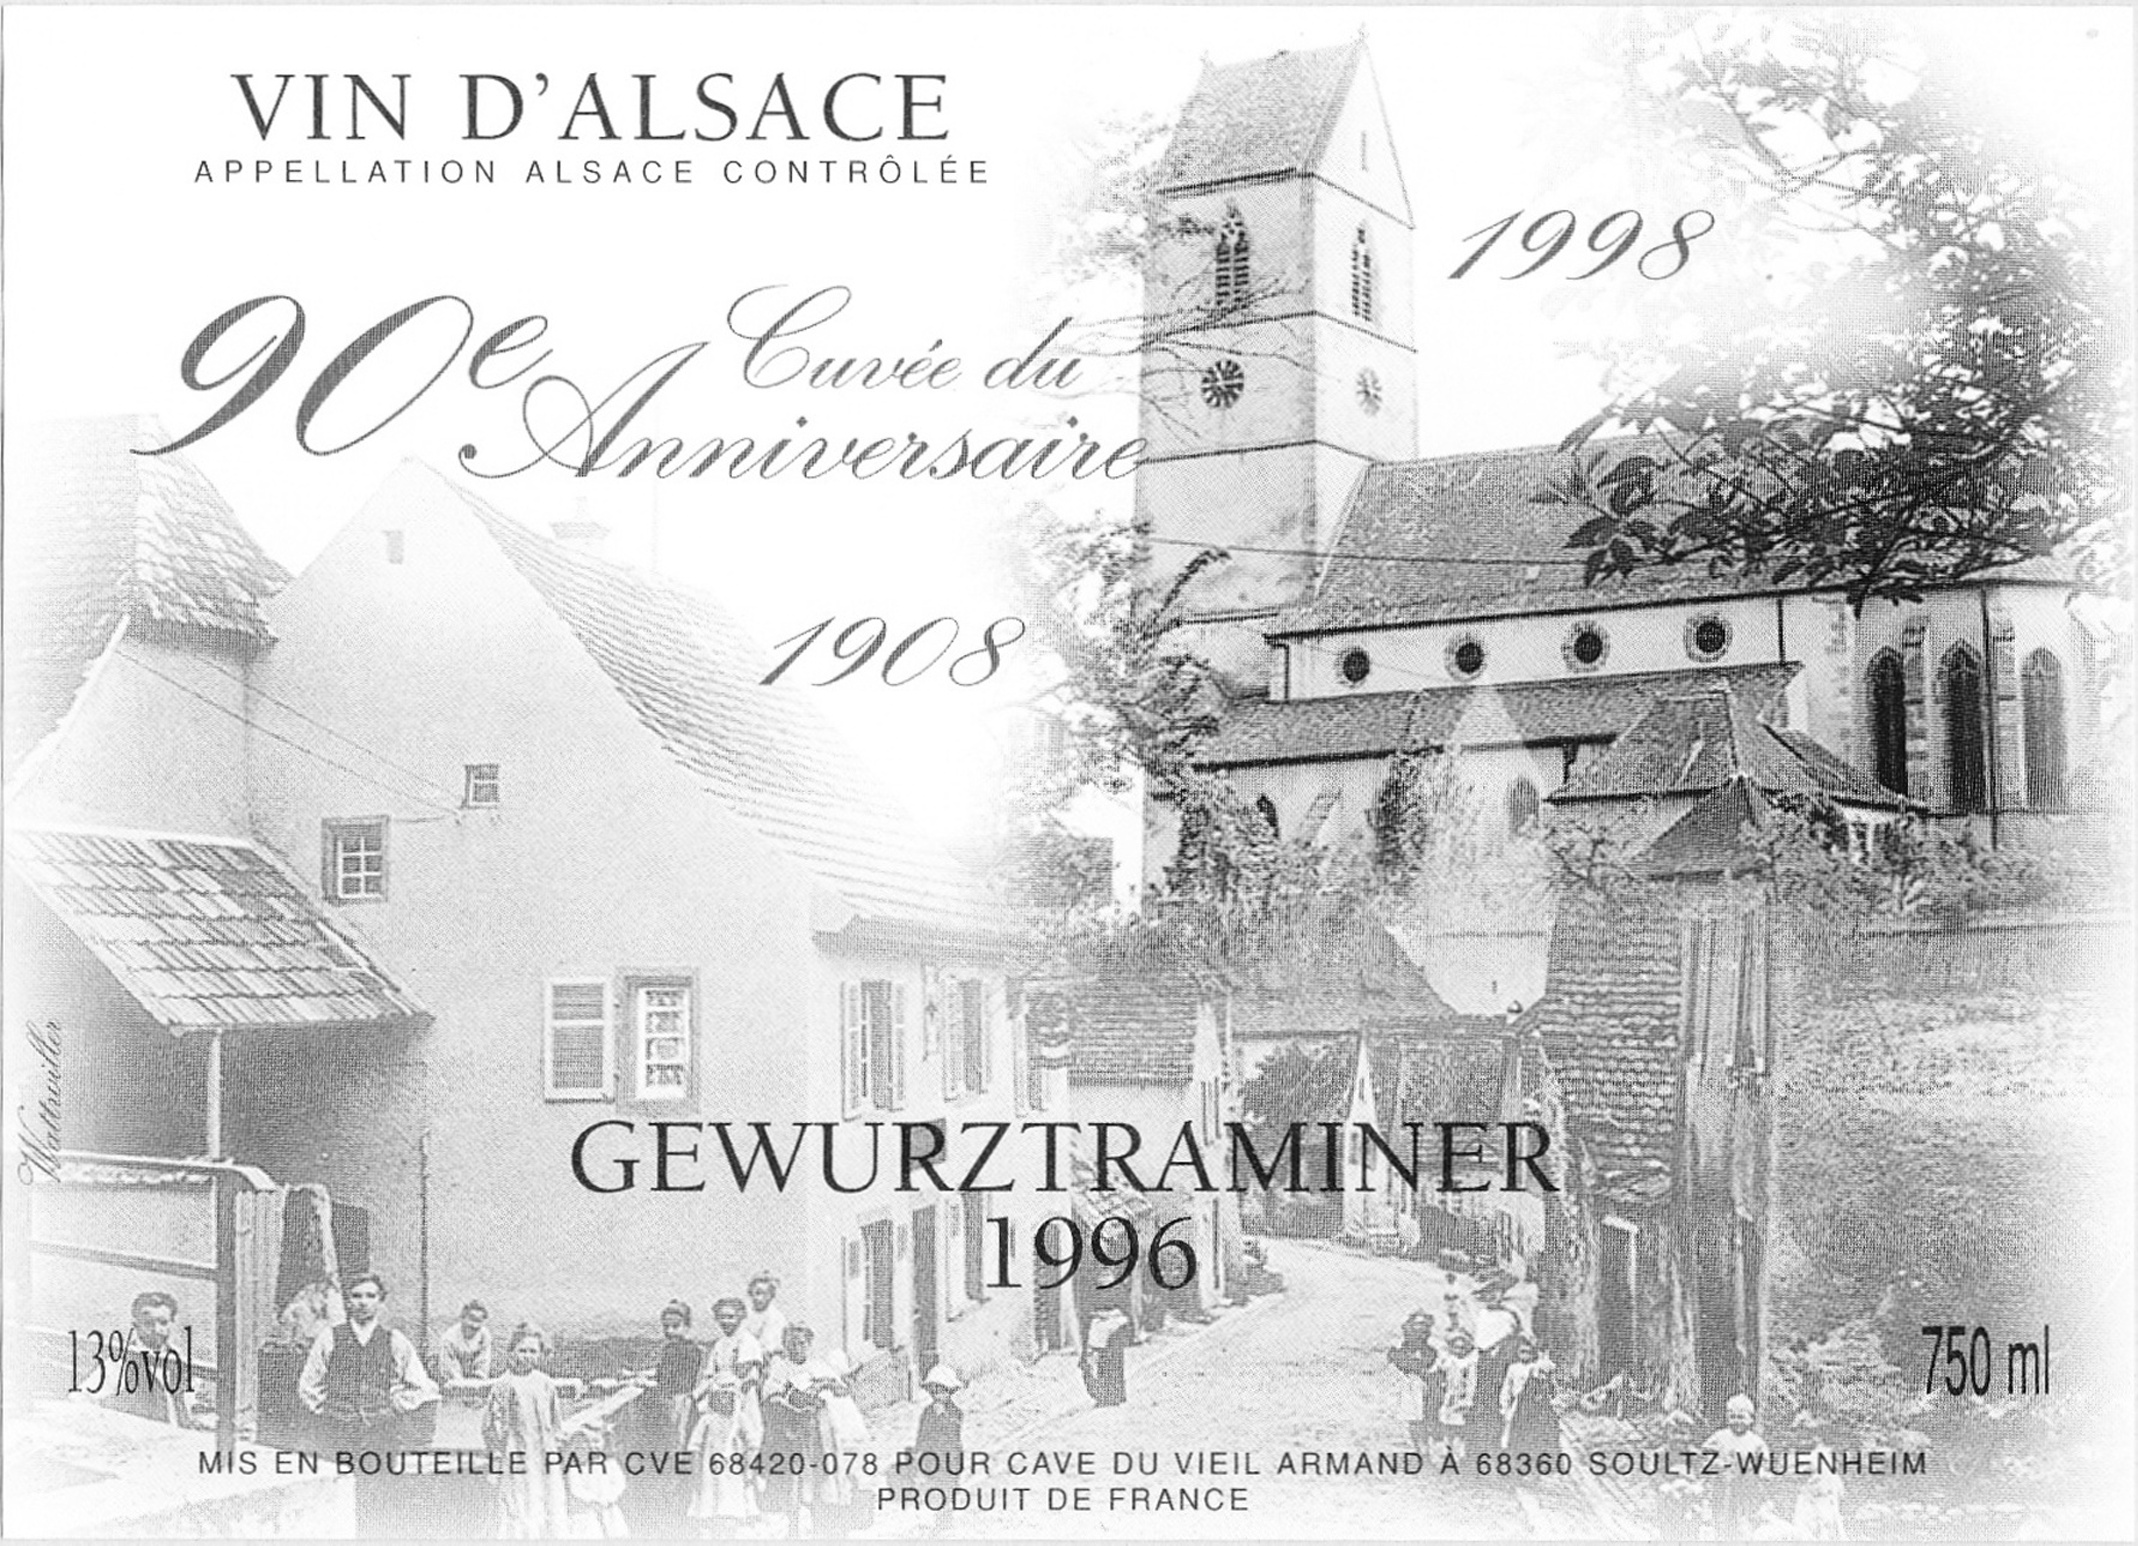 VIN D'ALSACE
APPELLATION ALSACE CONTRÔLÉE
1998
90e Cuvée du
Anniversaire
1908
Wattwiller
GEWURZTRAMINER
1996
13%vol
750 ml
MIS EN BOUTEILLE PAR CVE 68420-078 POUR CAVE DU VIEIL ARMAND À 68360 SOULTZ-WUENHEIM
PRODUIT DE FRANCE